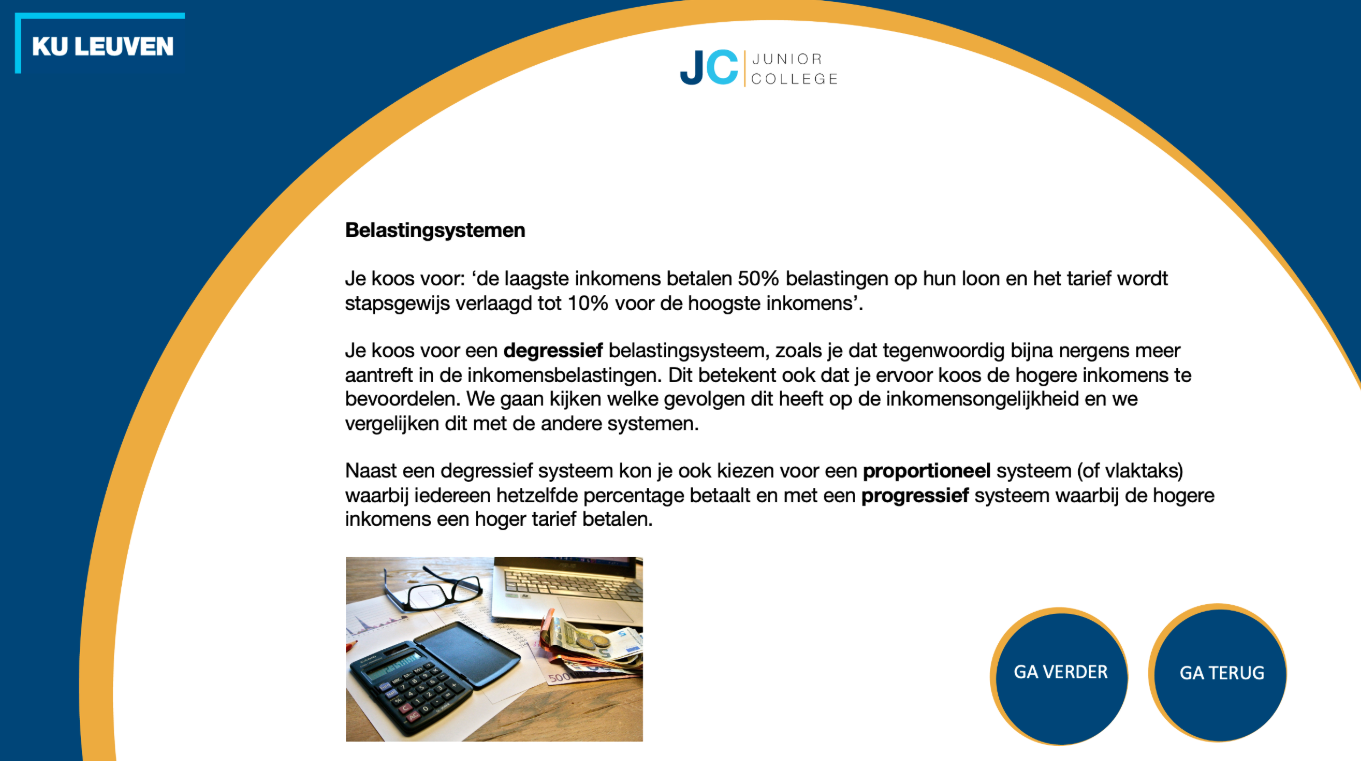 KU LEUVEN
JC JUNIOR
COLLEGE
Belastingsystemen
Je koos voor: ‘de laagste inkomens betalen 50% belastingen op hun loon en het tarief wordt
stapsgewijs verlaagd tot 10% voor de hoogste inkomens’.
Je koos voor een degressief belastingsysteem, zoals je dat tegenwoordig bijna nergens meer
aantreft in de inkomensbelastingen. Dit betekent ook dat je ervoor koos de hogere inkomens te
bevoordelen. We gaan kijken welke gevolgen dit heeft op de inkomensongelijkheid en we
vergelijken dit met de andere systemen.
Naast een degressief systeem kon je ook kiezen voor een proportioneel systeem (of vlaktaks)
waarbij iedereen hetzelfde percentage betaalt en met een progressief systeem waarbij de hogere
inkomens een hoger tarief betalen.
500
GA VERDER
GA TERUG